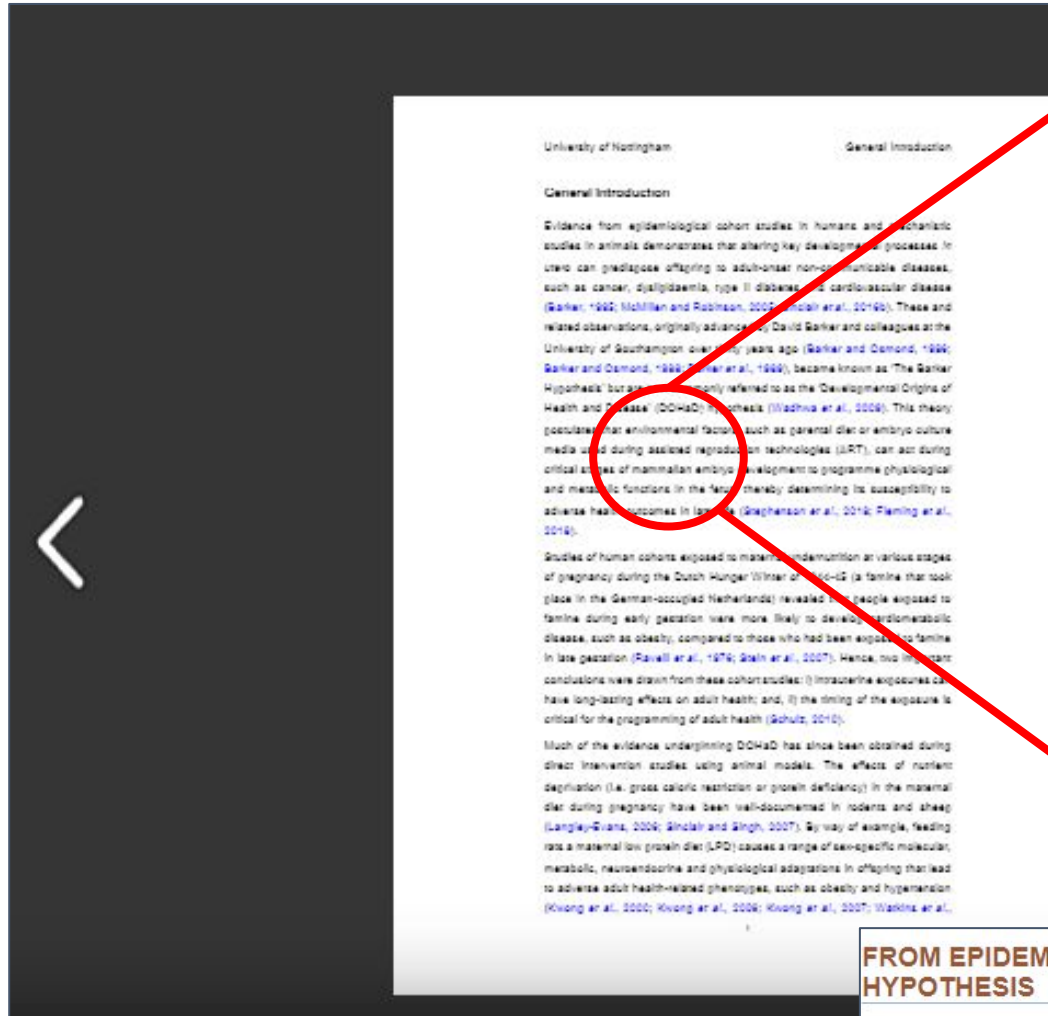 University of Nottingham General Introduction
General Introduction
Evidence from epidemiological cohort studies in humans and mechanistic
studies in animals demonstrates that altering key developmental processes in
utero can predispose offspring to adult-onset non-communicable diseases,
such as cancer, dyslipidaemia, type II diabetes and cardiovascular disease
(Barker, 1995; McMillen and Robinson, 2005; Sinclair et al., 2016b). These and
related observations, originally advanced by David Barker and colleagues at the
University of Southampton over thirty years ago (Barker and Osmond, 1986;
Barker and Osmond, 1988; Barker et al., 1989), became known as 'The Barker
Hypothesis' but are commonly referred to as the 'Developmental Origins of
Health and Disease' (DOHaD) hypothesis (Wadhwa et al., 2009). This theory
postulates that environmental factors, such as parental diet or embryo culture
media used during assisted reproduction technologies (ART), can act during
critical stages of mammalian embryo development to programme physiological
and metabolic functions in the fetus thereby determining its susceptibility to
adverse health outcomes in later life (Stephenson et al., 2018; Fleming et al.,
2018).
Studies of human cohorts exposed to maternal undernutrition at various stages
of pregnancy during the Dutch Hunger Winter of 1944-45 (a famine that took
place in the German-occupied Netherlands) revealed that people exposed to
famine during early gestation were more likely to develop cardiometabolic
disease, such as obesity, compared to those who had been exposed to famine
in late gestation (Ravelli et al., 1976; Stein et al., 2007). Hence, two important
conclusions were drawn from these cohort studies: i) intrauterine exposures can
have long-lasting effects on adult health; and, ii) the timing of the exposure is
critical for the programming of adult health (Schulz, 2010).
Much of the evidence underpinning DOHaD has since been obtained during
direct intervention studies using animal models. The effects of nutrient
deprivation (i.e. gross caloric restriction or protein deficiency) in the maternal
diet during pregnancy have been well-documented in rodents and sheep
(Langley-Evans, 2006; Sinclair and Singh, 2007). By way of example, feeding
rats a maternal low protein diet (LPD) causes a range of sex-specific molecular,
metabolic, neuroendocrine and physiological adaptations in offspring that lead
to adverse adult health-related phenotypes, such as obesity and hypertension
(Kwong et al., 2000; Kwong et al., 2006; Kwong et al., 2007; Watkins et al.,
FROM EPIDEM
HYPOTHESIS